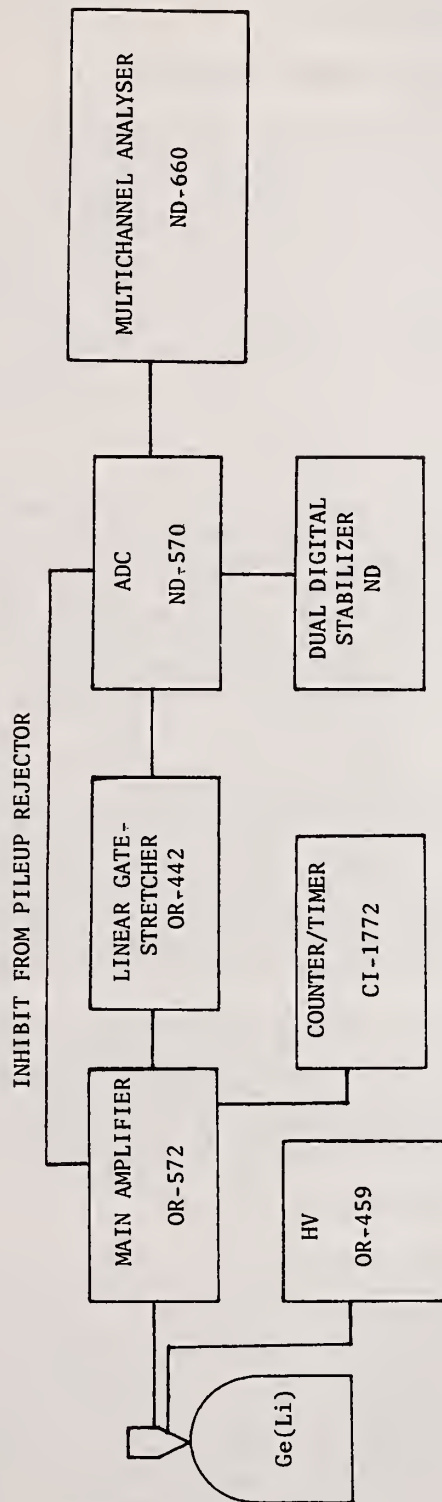 INHIBIT FROM PILEUP REJECTOR
MAIN AMPLIFIER
OR-572
LINEAR GATE-
STRETCHER
OR-442
ADC
ND-570
MULTICHANNEL ANALYSER
ND-660
Ge(Li)
HV
OR-459
COUNTER/TIMER
CI-1772
DUAL DIGITAL
STABILIZER
ND